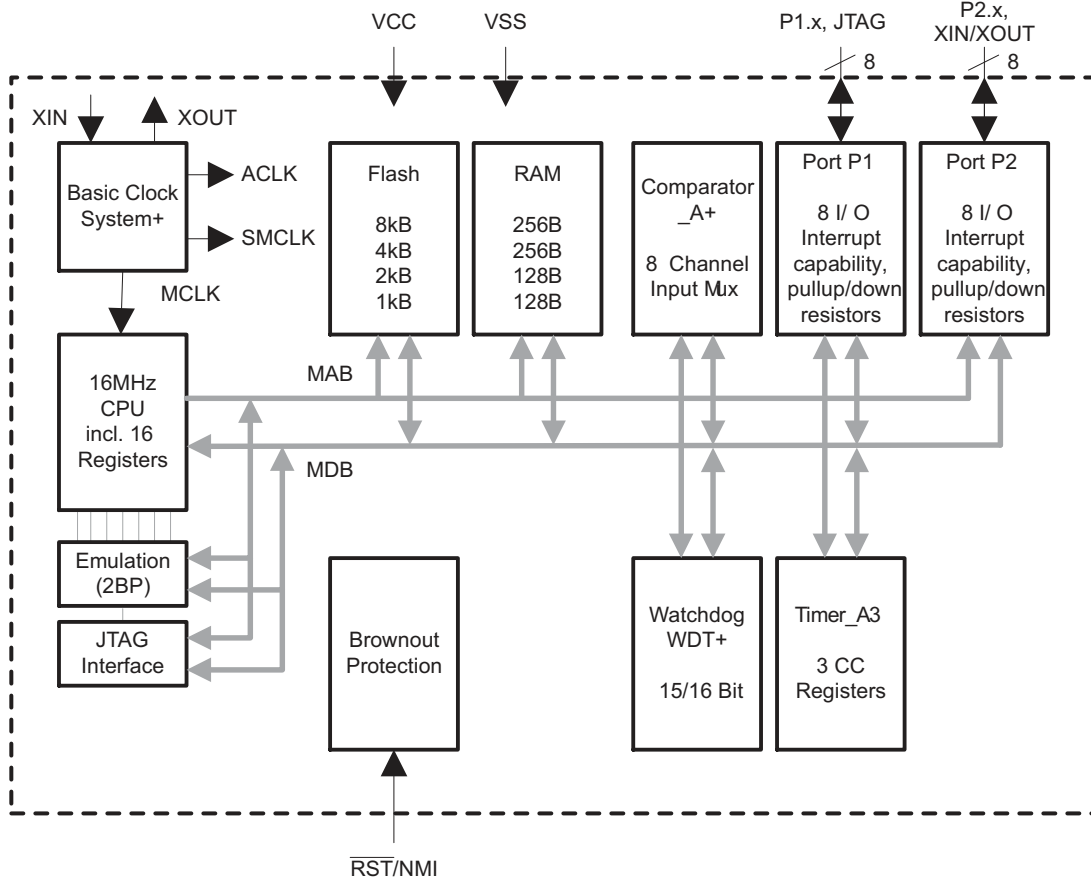 VCC
VSS
P1.x, JTAG
8
P2.x,
XIN/XOUT
8
XIN
XOUT
Basic Clock
System+
ACLK
SMCLK
MCLK
Flash
8kB
4kB
2kB
1kB
RAM
256B
256B
128B
128B
Comparator
_A+
8 Channel
Input Mux
Port P1
8 I/ O
Interrupt
capability,
pullup/down
resistors
Port P2
8 I/ O
Interrupt
capability,
pullup/down
resistors
16MHz
CPU
incl. 16
Registers
MAB
MDB
Emulation
(2BP)
JTAG
Interface
Brownout
Protection
Watchdog
WDT+
15/16 Bit
Timer_A3
3 CC
Registers
RST/NMI